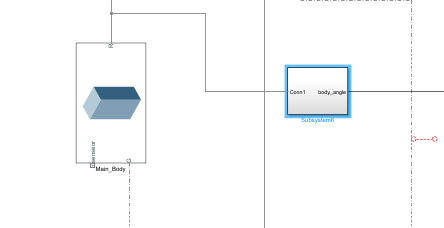 R
Conn1 body_angle
Subsystem6
C
Main_Body